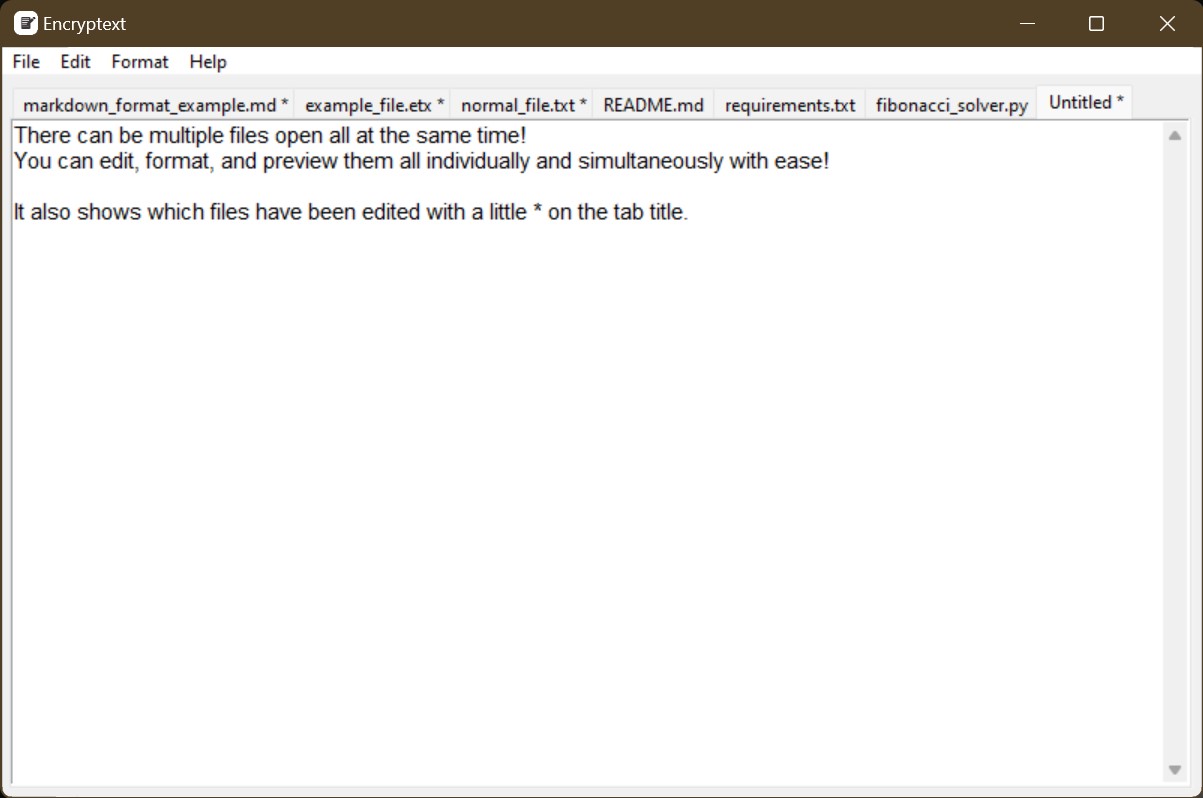 Encryptext
File Edit Format Help
markdown_format_example.md * example_file.etx * normal_file.txt * README.md requirements.txt fibonacci_solver.py Untitled *
There can be multiple files open all at the same time!
You can edit, format, and preview them all individually and simultaneously with ease!
It also shows which files have been edited with a little * on the tab title.